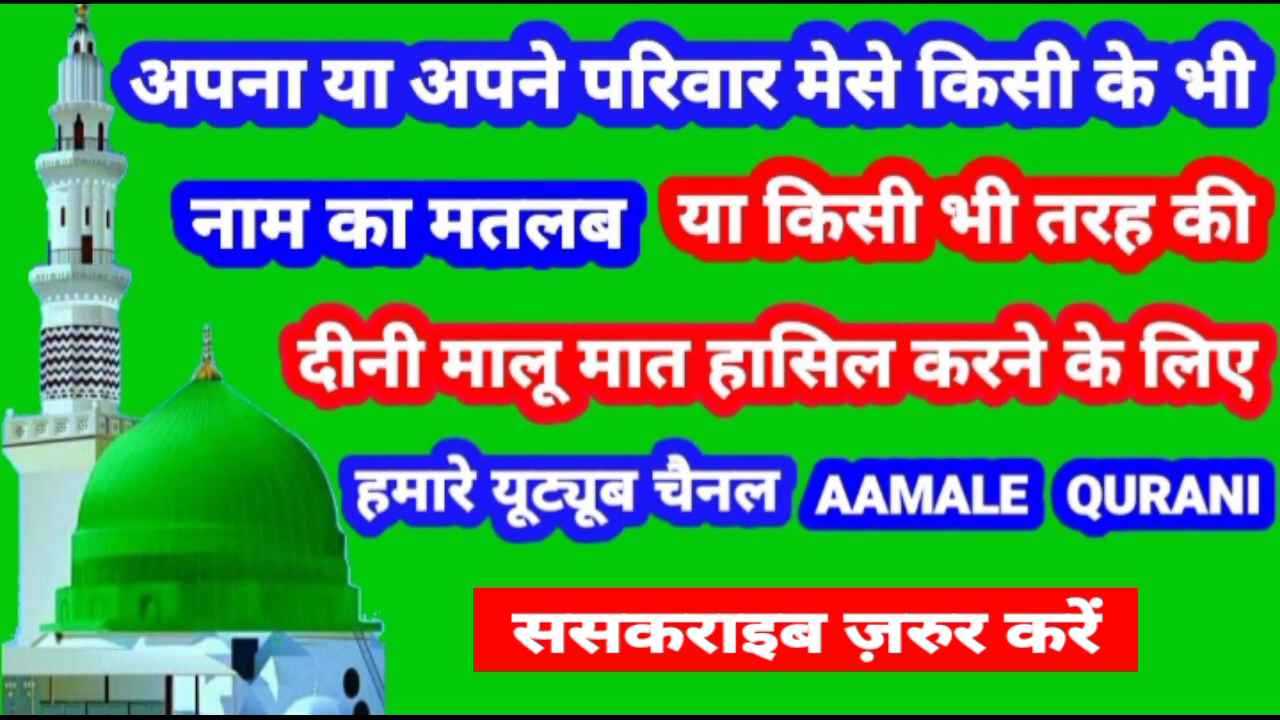 अपना या अपने परिवार मेसे किसी के भी
नाम का मतलब या किसी भी तरह की
दीनी मालू मात हासिल करने के लिए
हमारे यूट्यूब चैनल AAMALE QURANI
ससकराइब ज़रुर करें